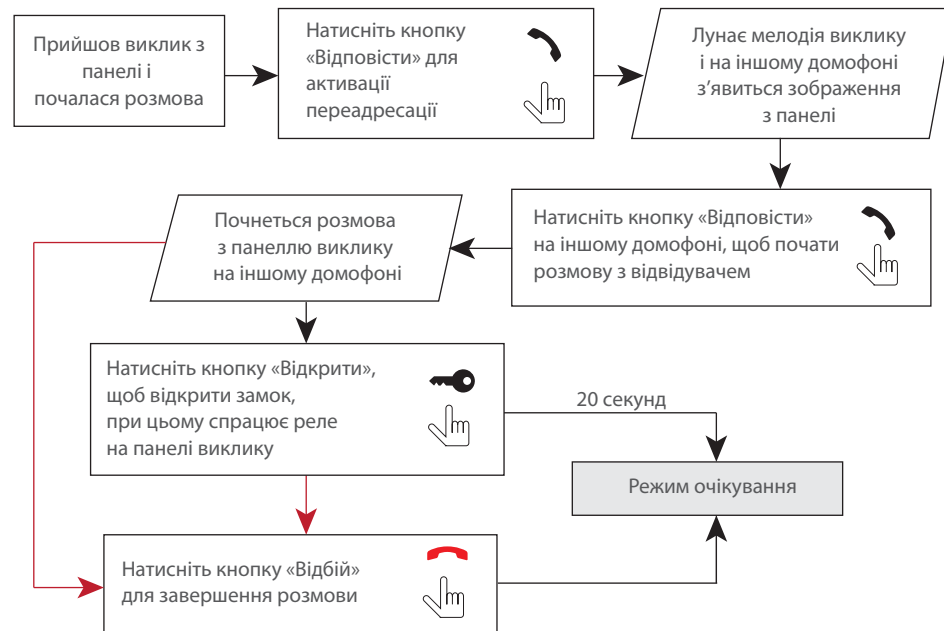 Прийшов виклик з
панелі і
почалася розмова
Натисніть кнопку
«Відповісти» для
активації
переадресації
Лунає мелодія виклику
і на іншому домофоні
з’явиться зображення
з панелі
Натисніть кнопку «Відповісти»
на іншому домофоні, щоб почати
розмову з відвідувачем
Почнеться розмова
з панеллю виклику
на іншому домофоні
Натисніть кнопку «Відкрити»,
щоб відкрити замок,
при цьому спрацює реле
на панелі виклику
20 секунд
Режим очікування
Натисніть кнопку «Відбій»
для завершення розмови